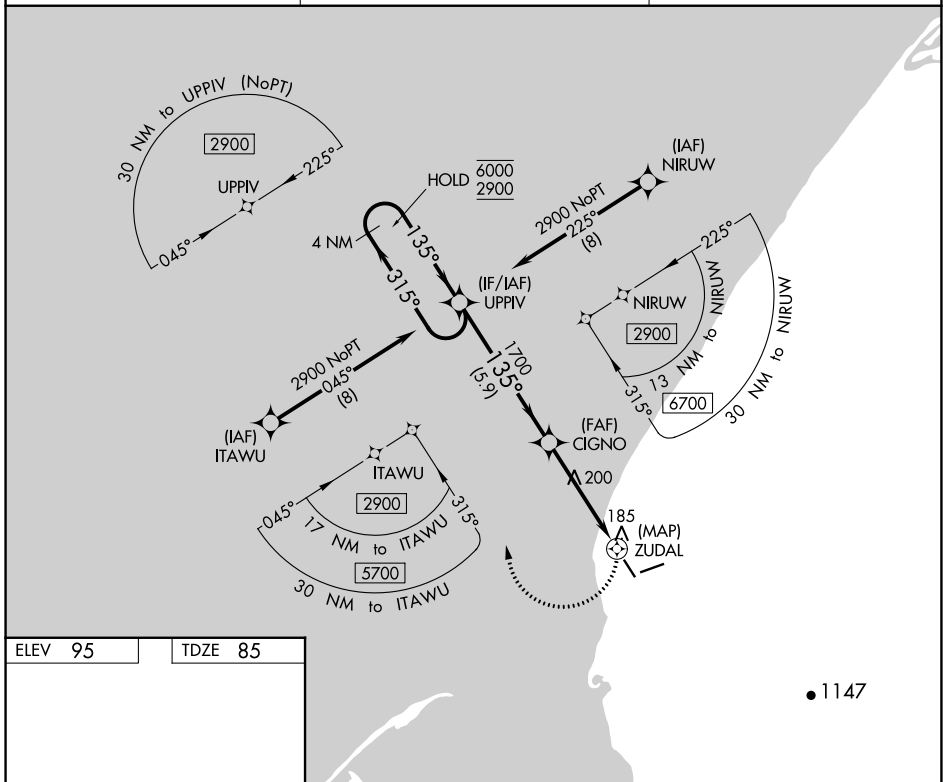 30 NM to UPPIV (NoPT)
2900
UPPIV
225°
045°
HOLD 6000
2900
4 NM
135°
315°
(IAF)
NIRUW
2900 NoPT
225°
(8)
(IF/IAF)
UPPIV
225°
NIRUW
2900
13 NM to NIRUW
315°
6700
30 NM to NIRUW
1700
135°
(5.9)
2900 NoPT
045°
(8)
(IAF)
ITAWU
(FAF)
CIGNO
200
ITAWU
2900
045°
315°
17 NM to ITAWU
5700
30 NM to ITAWU
185
(MAP)
ZUDAL
1147
ELEV 95
TDZE 85